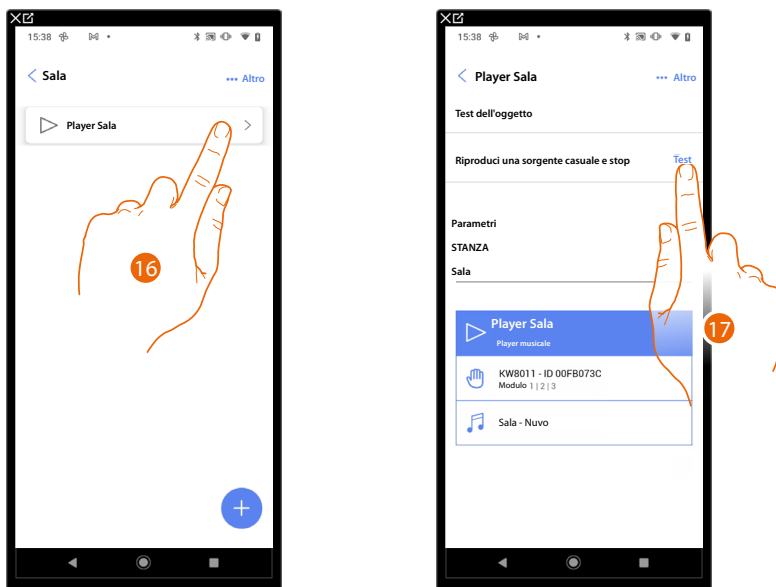 15:38
Sala
Altro
Player Sala
16
15:38
Player Sala
Altro
Test dell'oggetto
Riproduci una sorgente casuale e stop
Test
Parametri
STANZA
Sala
Player Sala
Player musicale
KW8011 - ID 00FB073C
Modulo 1 | 2 | 3
Sala - Nuvo
17